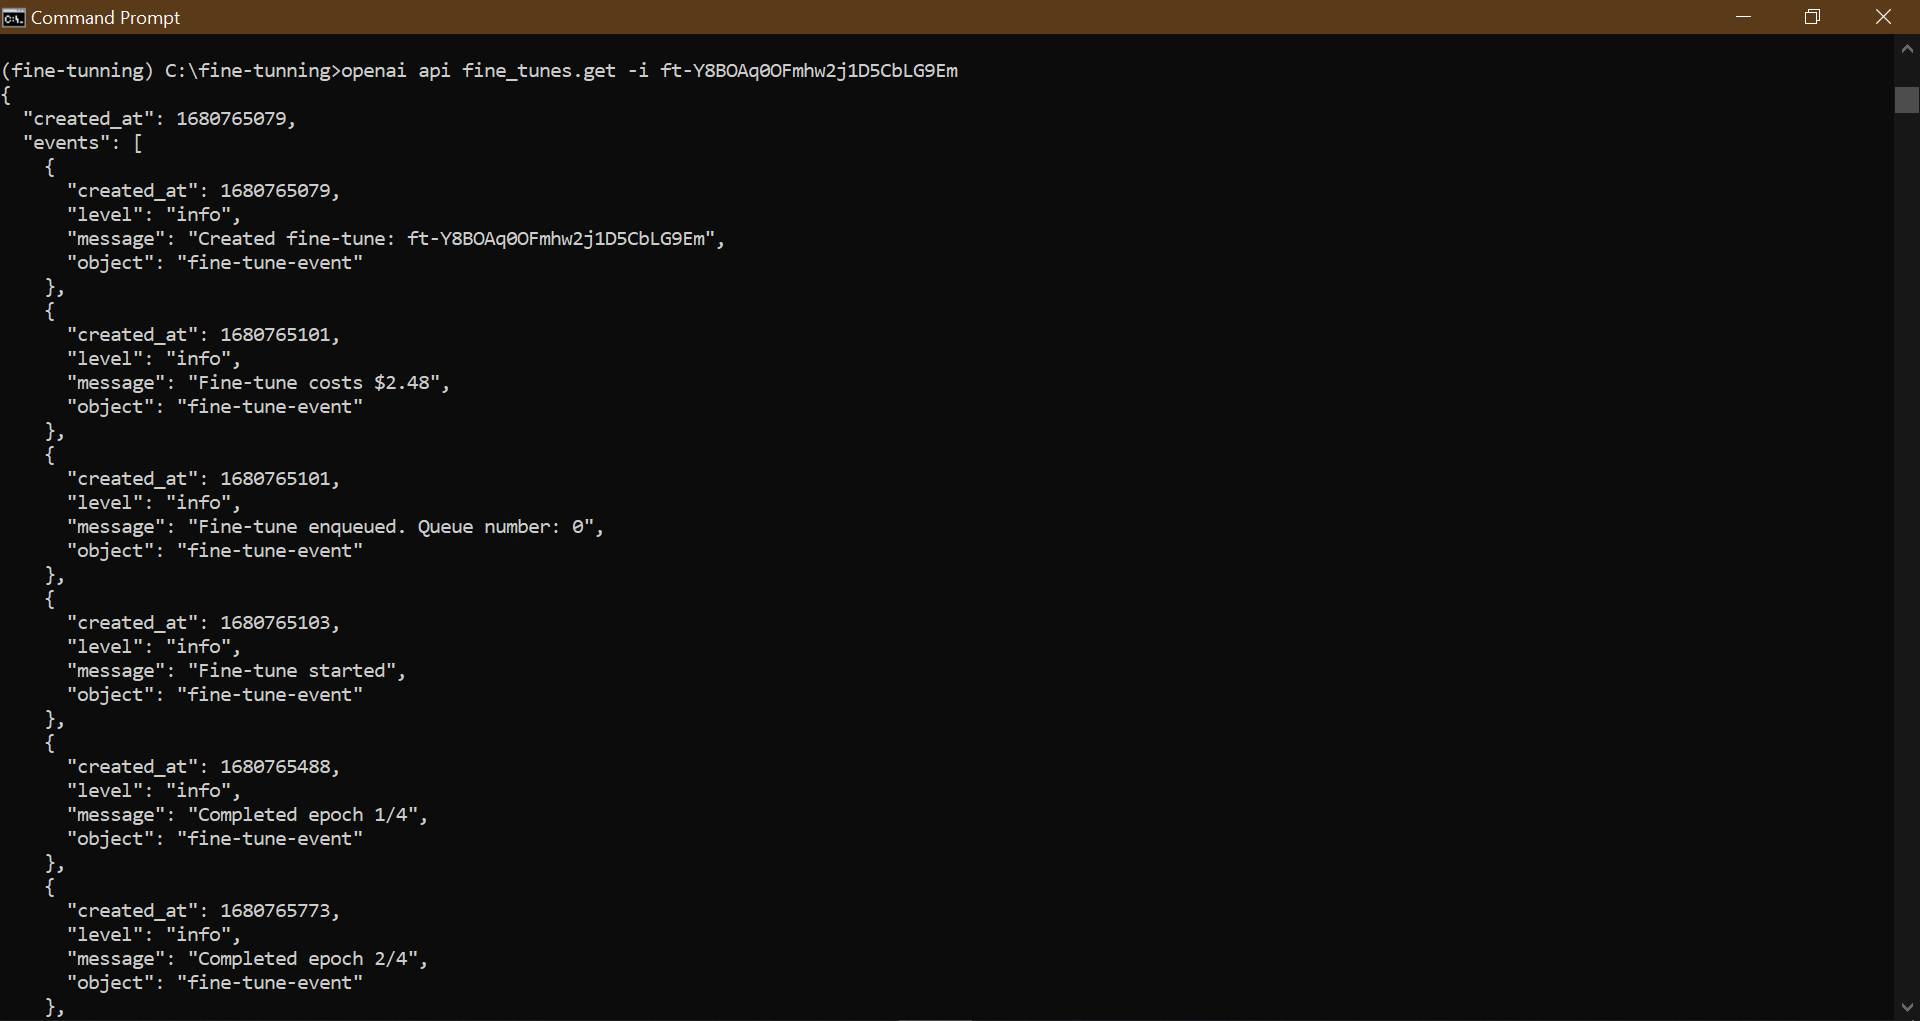 Command Prompt
(fine-tunning) C:\fine-tunning>openai api fine_tunes.get -i ft-Y8BOAq0OFmhw2j1D5CbLG9Em
{
  "created_at": 1680765079,
  "events": [
    {
      "created_at": 1680765079,
      "level": "info",
      "message": "Created fine-tune: ft-Y8BOAq0OFmhw2j1D5CbLG9Em",
      "object": "fine-tune-event"
    },
    {
      "created_at": 1680765101,
      "level": "info",
      "message": "Fine-tune costs $2.48",
      "object": "fine-tune-event"
    },
    {
      "created_at": 1680765101,
      "level": "info",
      "message": "Fine-tune enqueued. Queue number: 0",
      "object": "fine-tune-event"
    },
    {
      "created_at": 1680765103,
      "level": "info",
      "message": "Fine-tune started",
      "object": "fine-tune-event"
    },
    {
      "created_at": 1680765488,
      "level": "info",
      "message": "Completed epoch 1/4",
      "object": "fine-tune-event"
    },
    {
      "created_at": 1680765773,
      "level": "info",
      "message": "Completed epoch 2/4",
      "object": "fine-tune-event"
    },